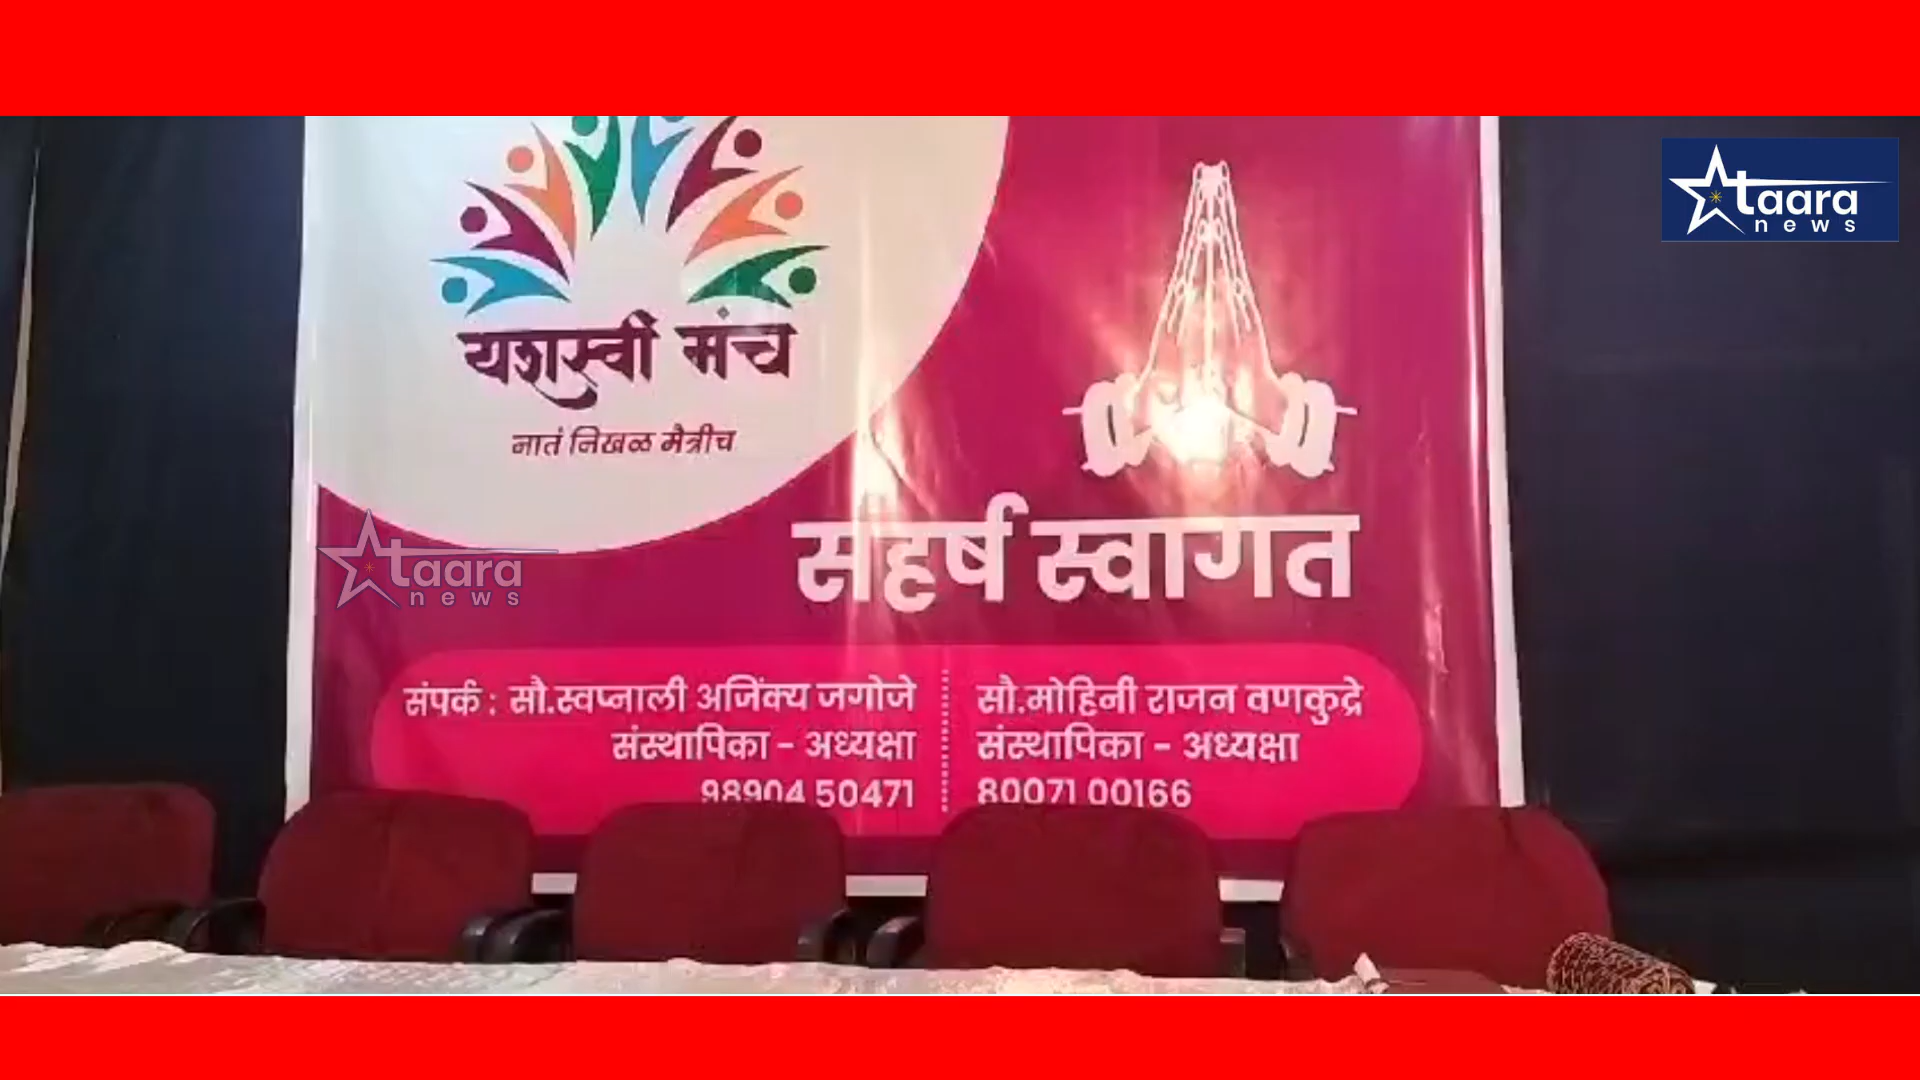 taara
news
यशस्वी मंच
नातं निखळ मैत्रीच
सहर्ष स्वागत
taara
news
संपर्क : सौ.स्वप्नाली अजिंक्य जगोजे
संस्थापिका - अध्यक्षा
98904 50471
सौ.मोहिनी राजन वणकुद्रे
संस्थापिका - अध्यक्षा
80071 00166